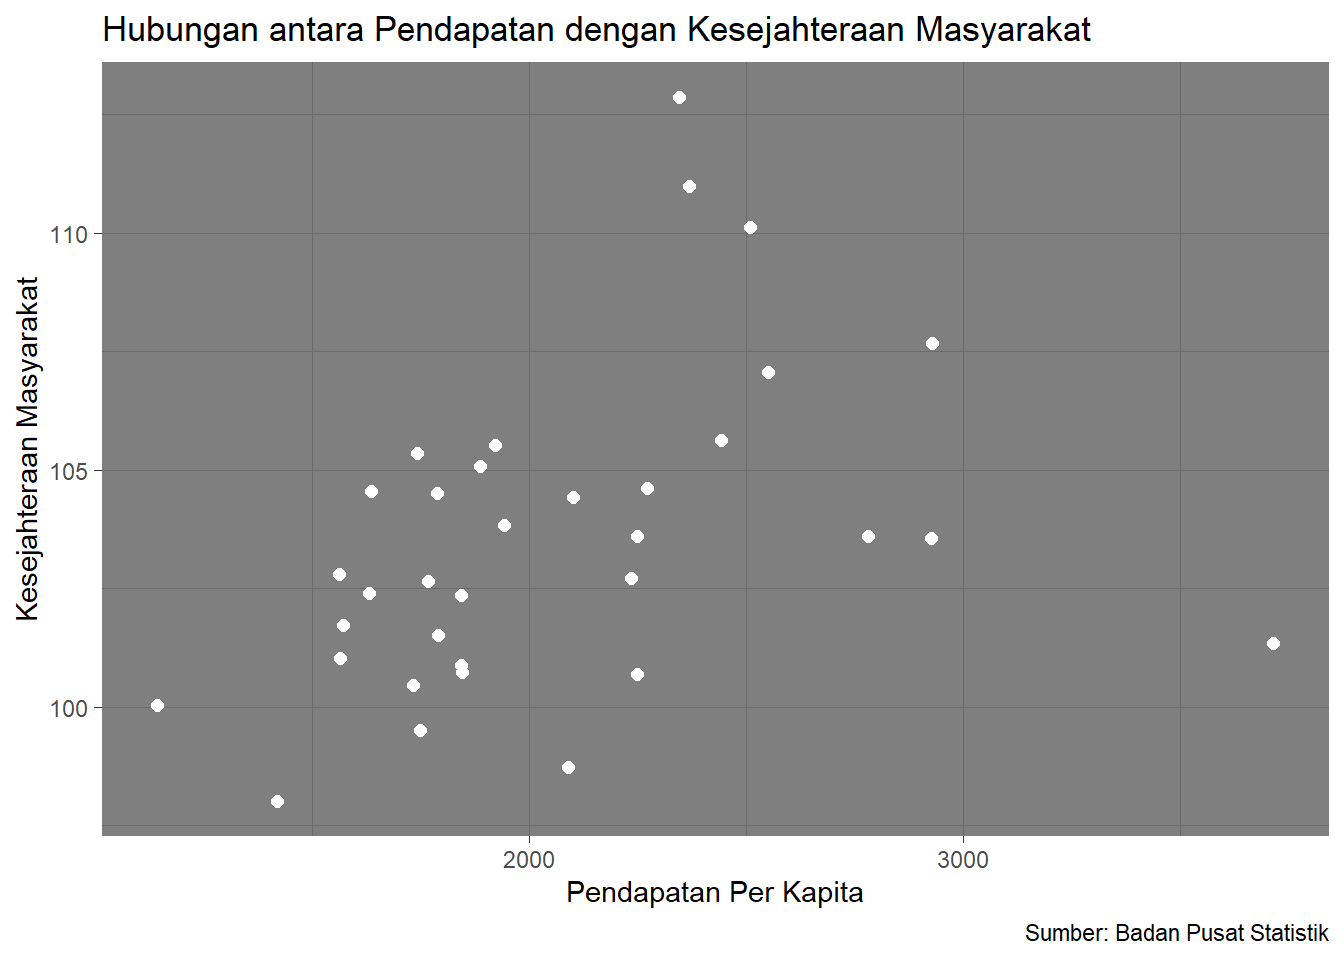 Hubungan antara Pendapatan dengan Kesejahteraan Masyarakat
Kesejahteraan Masyarakat
110
105
100
2000 3000
Pendapatan Per Kapita
Sumber: Badan Pusat Statistik